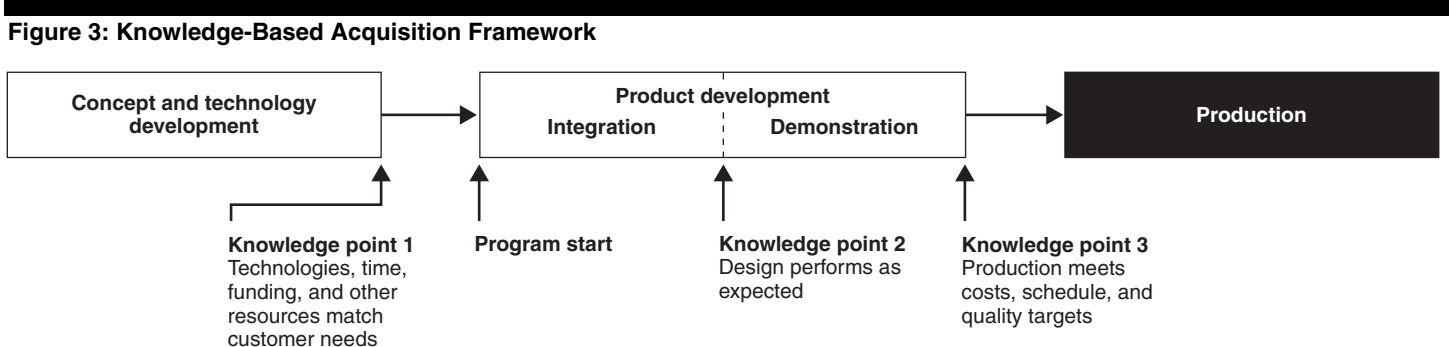 Figure 3: Knowledge-Based Acquisition Framework
Concept and technology
development
Product development
Integration
Demonstration
Production
Knowledge point 1
Technologies, time,
funding, and other
resources match
customer needs
Program start
Knowledge point 2
Design performs as
expected
Knowledge point 3
Production meets
costs, schedule, and
quality targets